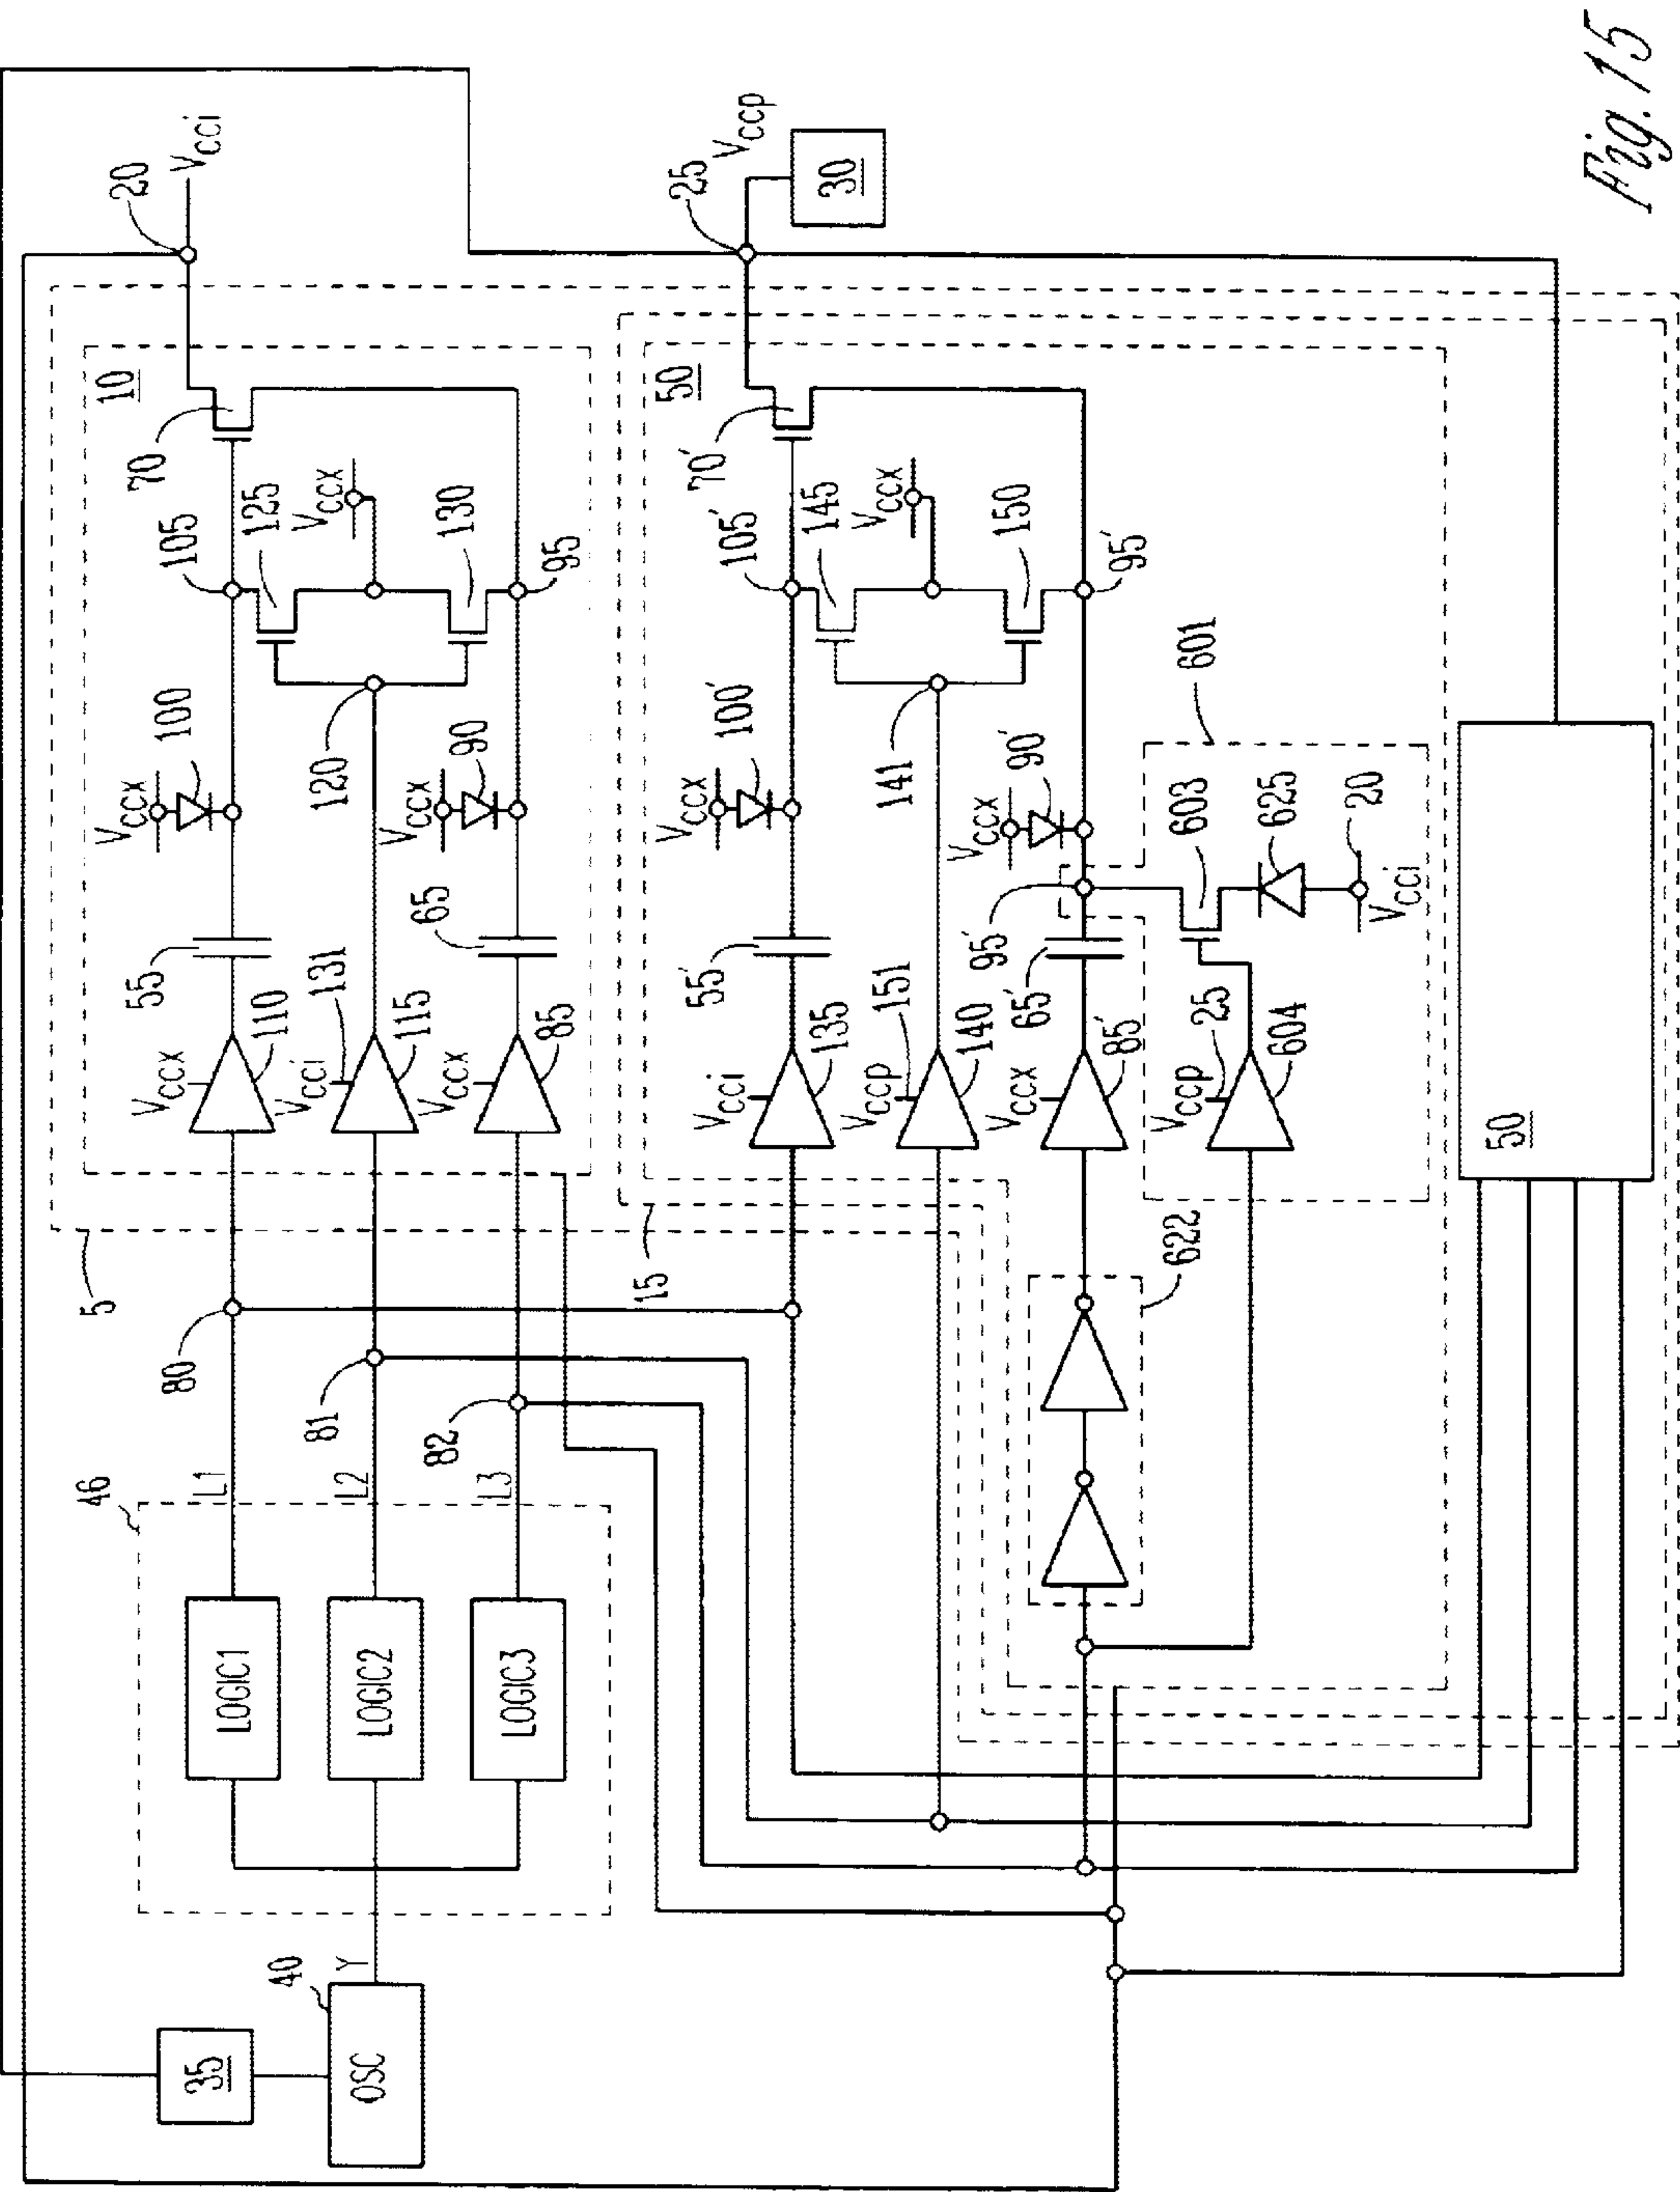 35
40
OSC
Y
46
LOGIC1
LOGIC2
LOGIC3
L1
L2
L3
80
81
82
5
10
Vccx
110
55
Vccx
100
105
70
20
Vcci
Vcci
131
115
120
125
Vccx
130
Vccx
85
65
Vccx
90
95
15
50
Vcci
135
55'
Vccx
100'
105'
70'
25
Vccp
30
Vccp
151
140
141
145
Vccx
150
622
Vccx
85'
65'
95'
Vccx
90'
95'
601
Vccp
25
604
603
625
20
Vcci
50
Fig. 15